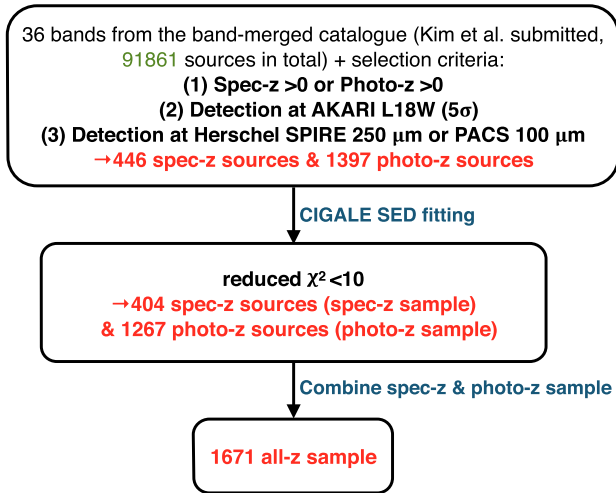 36 bands from the band-merged catalogue (Kim et al. submitted,
91861 sources in total) + selection criteria:
(1) Spec-z >0 or Photo-z >0
(2) Detection at AKARI L18W (5σ)
(3) Detection at Herschel SPIRE 250 μm or PACS 100 μm
→446 spec-z sources & 1397 photo-z sources
CIGALE SED fitting
reduced χ² <10
→404 spec-z sources (spec-z sample)
& 1267 photo-z sources (photo-z sample)
Combine spec-z & photo-z sample
1671 all-z sample